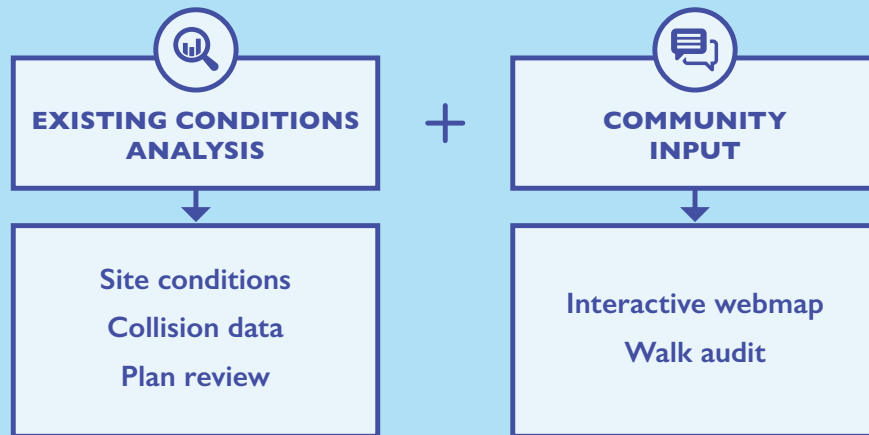 EXISTING CONDITIONS
ANALYSIS
+
COMMUNITY
INPUT
Site conditions
Collision data
Plan review
Interactive webmap
Walk audit